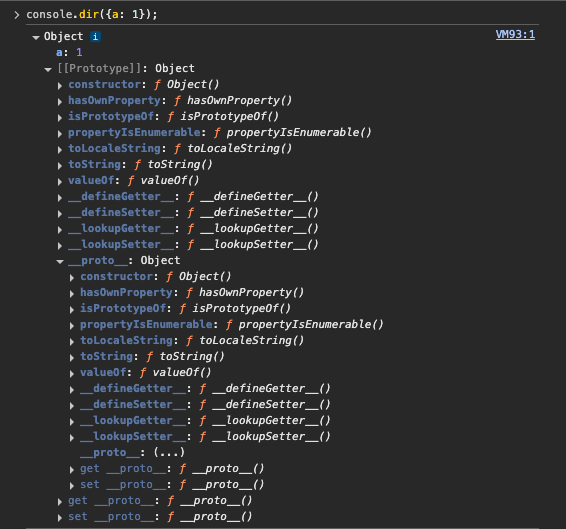 console.dir({a: 1});
Object i VM93:1
a: 1
[[Prototype]]: Object
constructor: ƒ Object()
hasOwnProperty: ƒ hasOwnProperty()
isPrototypeOf: ƒ isPrototypeOf()
propertyIsEnumerable: ƒ propertyIsEnumerable()
toLocaleString: ƒ toLocaleString()
toString: ƒ toString()
valueOf: ƒ valueOf()
__defineGetter__: ƒ __defineGetter__()
__defineSetter__: ƒ __defineSetter__()
__lookupGetter__: ƒ __lookupGetter__()
__lookupSetter__: ƒ __lookupSetter__()
__proto__: Object
constructor: ƒ Object()
hasOwnProperty: ƒ hasOwnProperty()
isPrototypeOf: ƒ isPrototypeOf()
propertyIsEnumerable: ƒ propertyIsEnumerable()
toLocaleString: ƒ toLocaleString()
toString: ƒ toString()
valueOf: ƒ valueOf()
__defineGetter__: ƒ __defineGetter__()
__defineSetter__: ƒ __defineSetter__()
__lookupGetter__: ƒ __lookupGetter__()
__lookupSetter__: ƒ __lookupSetter__()
__proto__: (...)
get __proto__: ƒ __proto__()
set __proto__: ƒ __proto__()
get __proto__: ƒ __proto__()
set __proto__: ƒ __proto__()